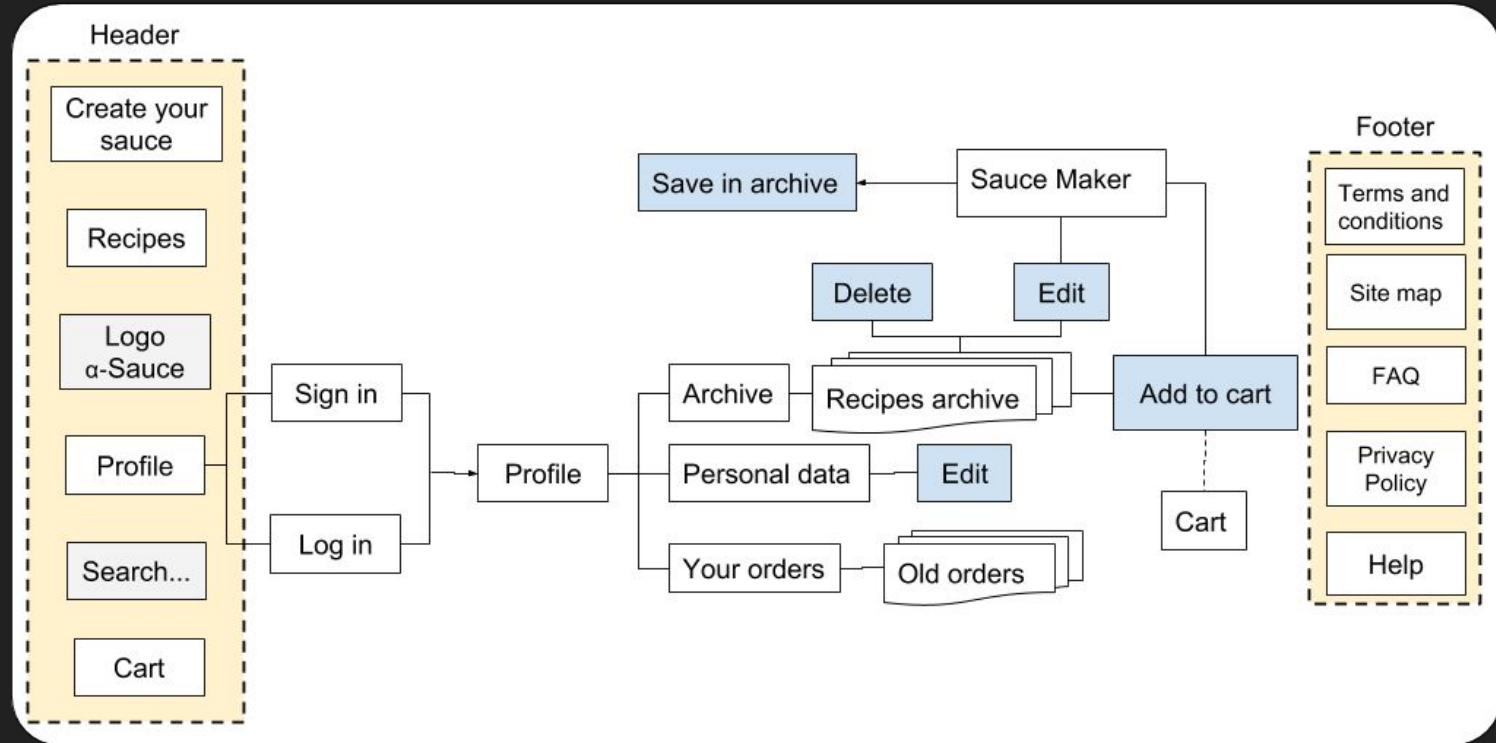 Header
Create your
sauce
Recipes
Logo
α-Sauce
Profile
Search...
Cart
Sign in
Log in
Profile
Archive
Recipes archive
Personal data
Edit
Your orders
Old orders
Delete
Edit
Save in archive
Sauce Maker
Add to cart
Cart
Footer
Terms and
conditions
Site map
FAQ
Privacy
Policy
Help